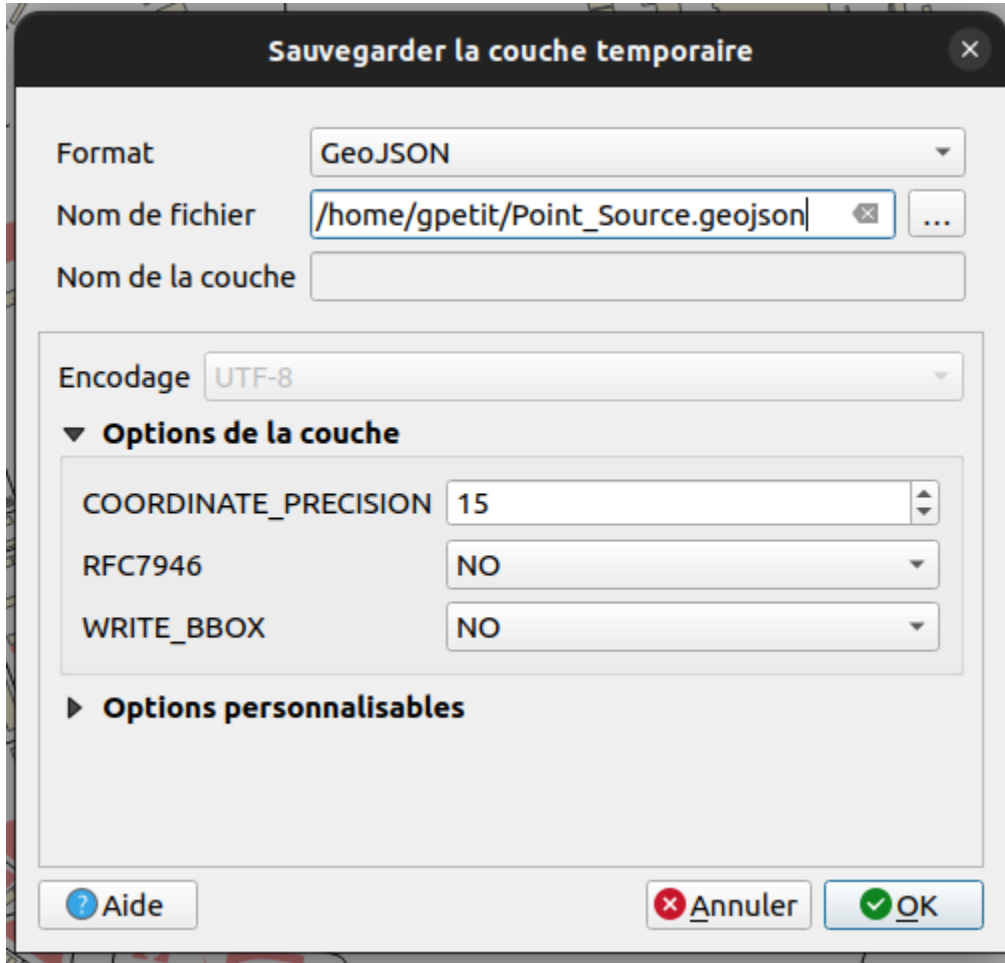 Sauvegarder la couche temporaire
Format GeoJSON
Nom de fichier /home/gpetit/Point_Source.geojson ...
Nom de la couche
Encodage UTF-8
Options de la couche
COORDINATE_PRECISION 15
RFC7946 NO
WRITE_BBOX NO
Options personnalisables
? Aide Annuler OK